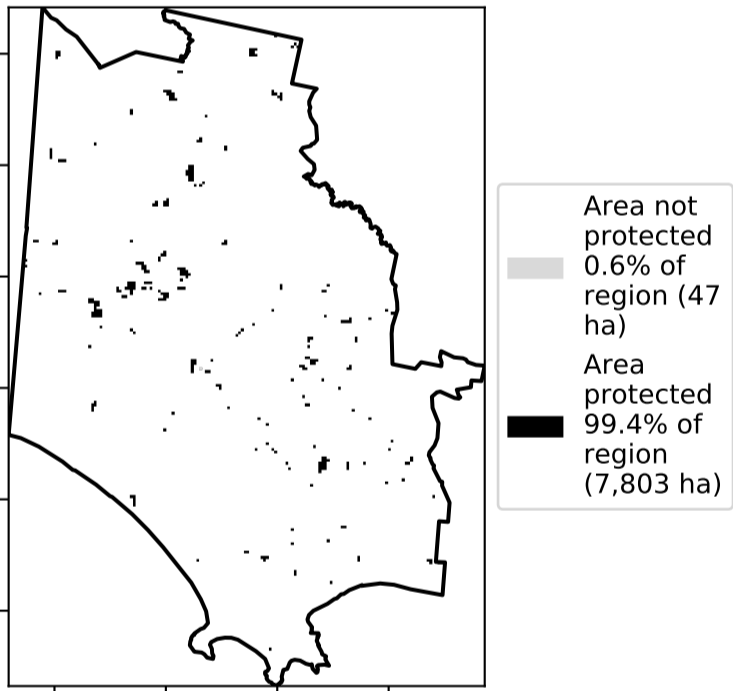 Area not
protected
0.6% of
region (47
ha)
Area
protected
99.4% of
region
(7,803 ha)